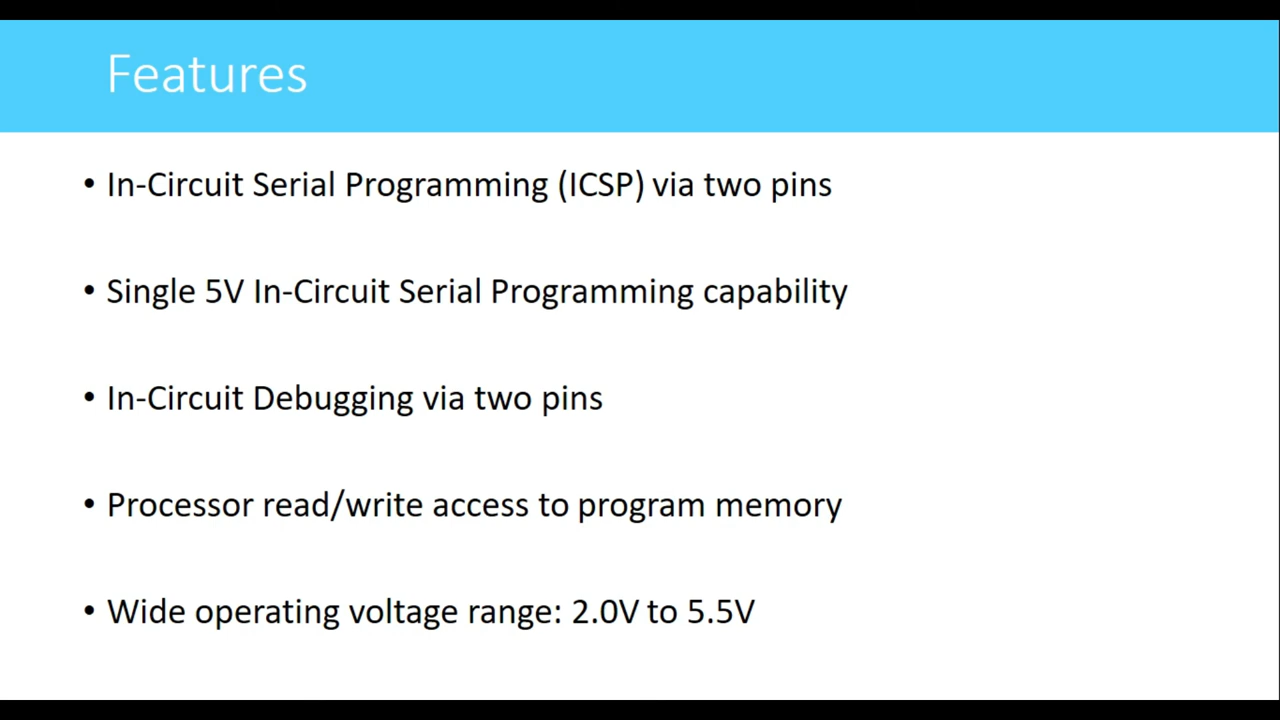 Features
• In-Circuit Serial Programming (ICSP) via two pins
• Single 5V In-Circuit Serial Programming capability
• In-Circuit Debugging via two pins
• Processor read/write access to program memory
• Wide operating voltage range: 2.0V to 5.5V